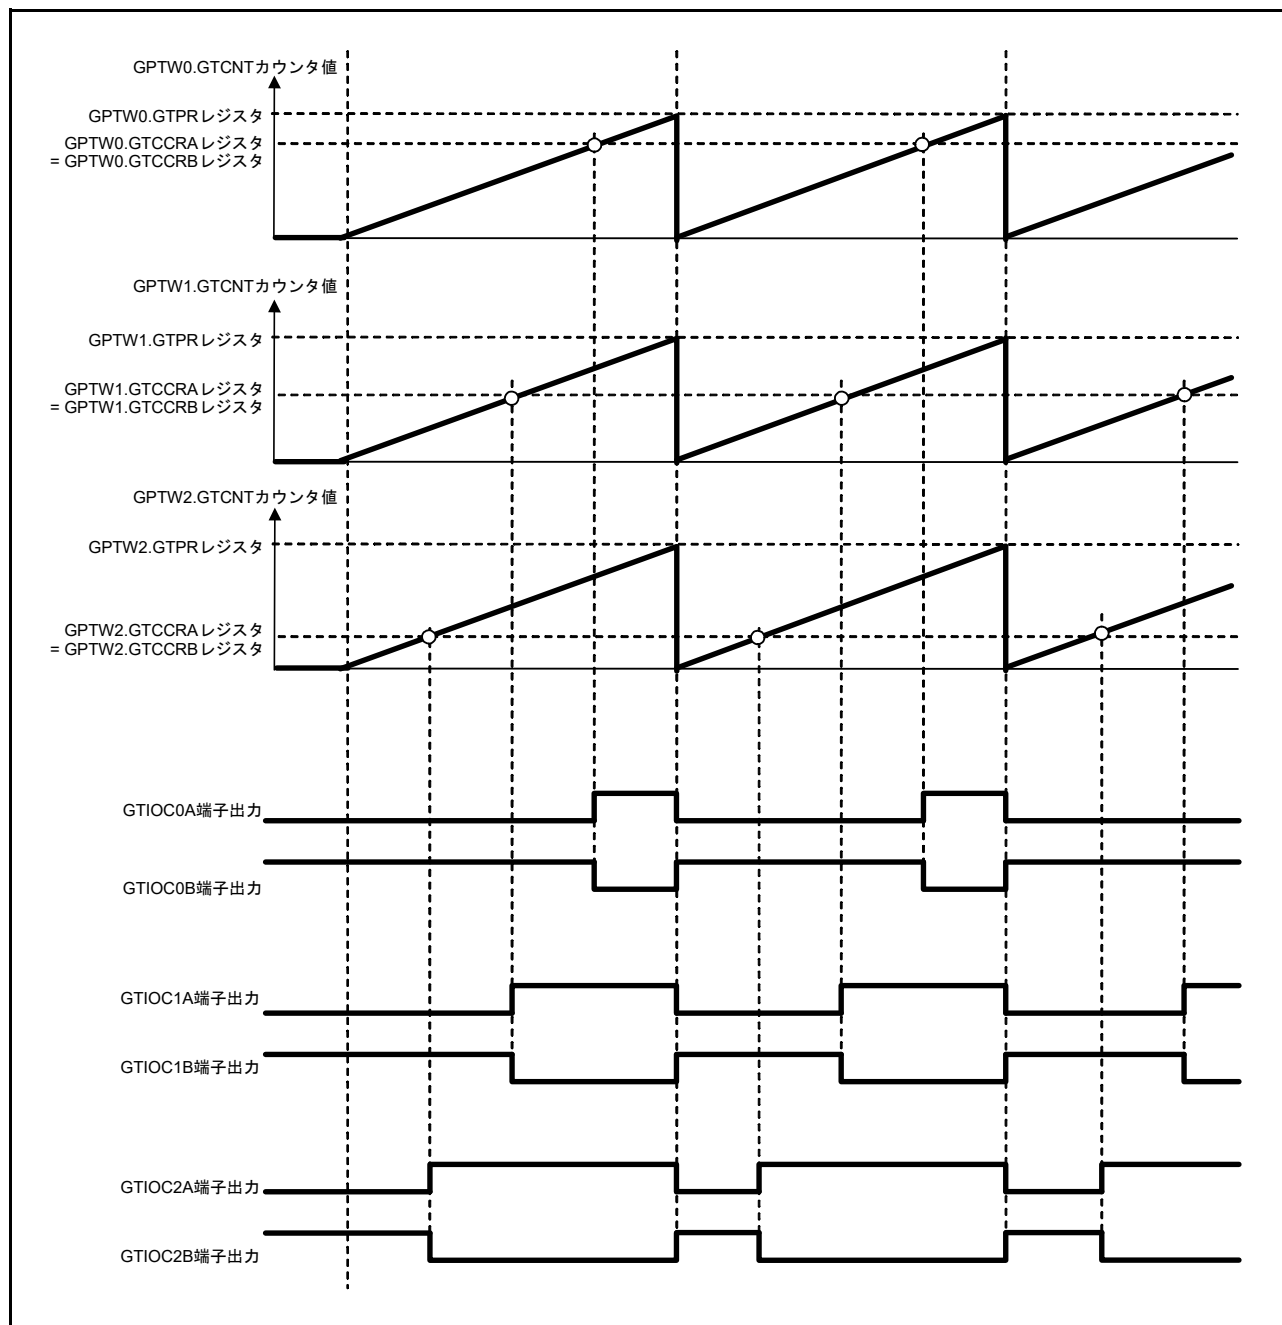 GPTW0.GTCNTカウンタ値
GPTW0.GTPRレジスタ
GPTW0.GTCCRAレジスタ
= GPTW0.GTCCRBレジスタ
GPTW1.GTCNTカウンタ値
GPTW1.GTPRレジスタ
GPTW1.GTCCRAレジスタ
= GPTW1.GTCCRBレジスタ
GPTW2.GTCNTカウンタ値
GPTW2.GTPRレジスタ
GPTW2.GTCCRAレジスタ
= GPTW2.GTCCRBレジスタ
GTIOC0A端子出力
GTIOC0B端子出力
GTIOC1A端子出力
GTIOC1B端子出力
GTIOC2A端子出力
GTIOC2B端子出力